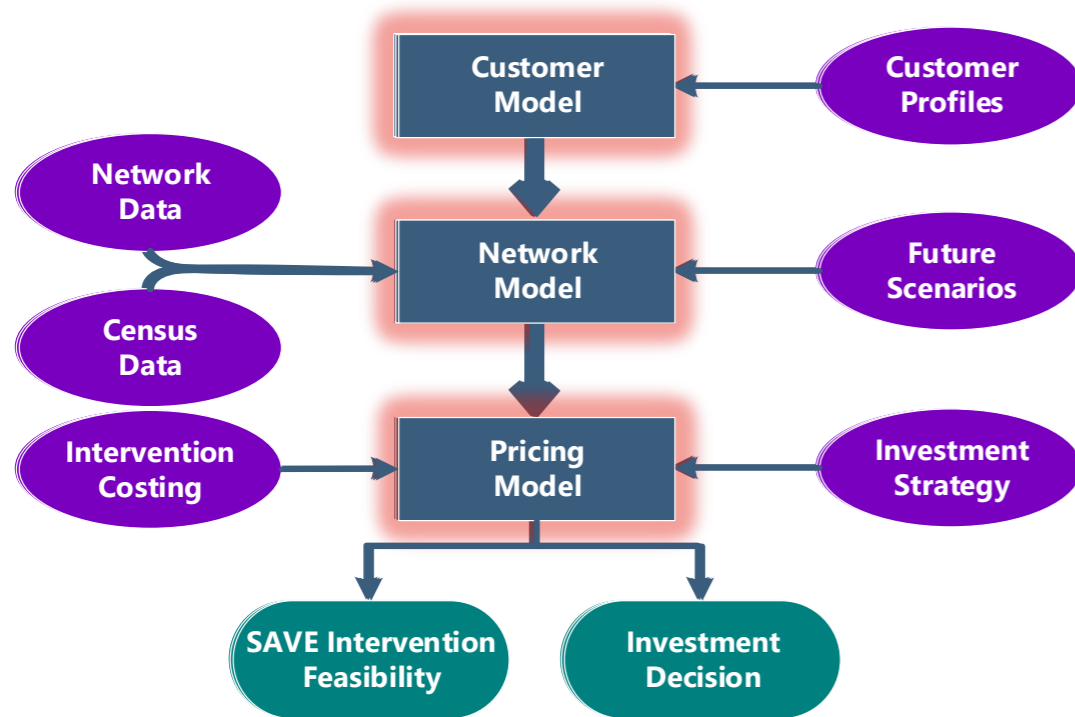 Customer
Model
Customer
Profiles
Network
Data
Network
Model
Future
Scenarios
Census
Data
Intervention
Costing
Pricing
Model
Investment
Strategy
SAVE Intervention
Feasibility
Investment
Decision